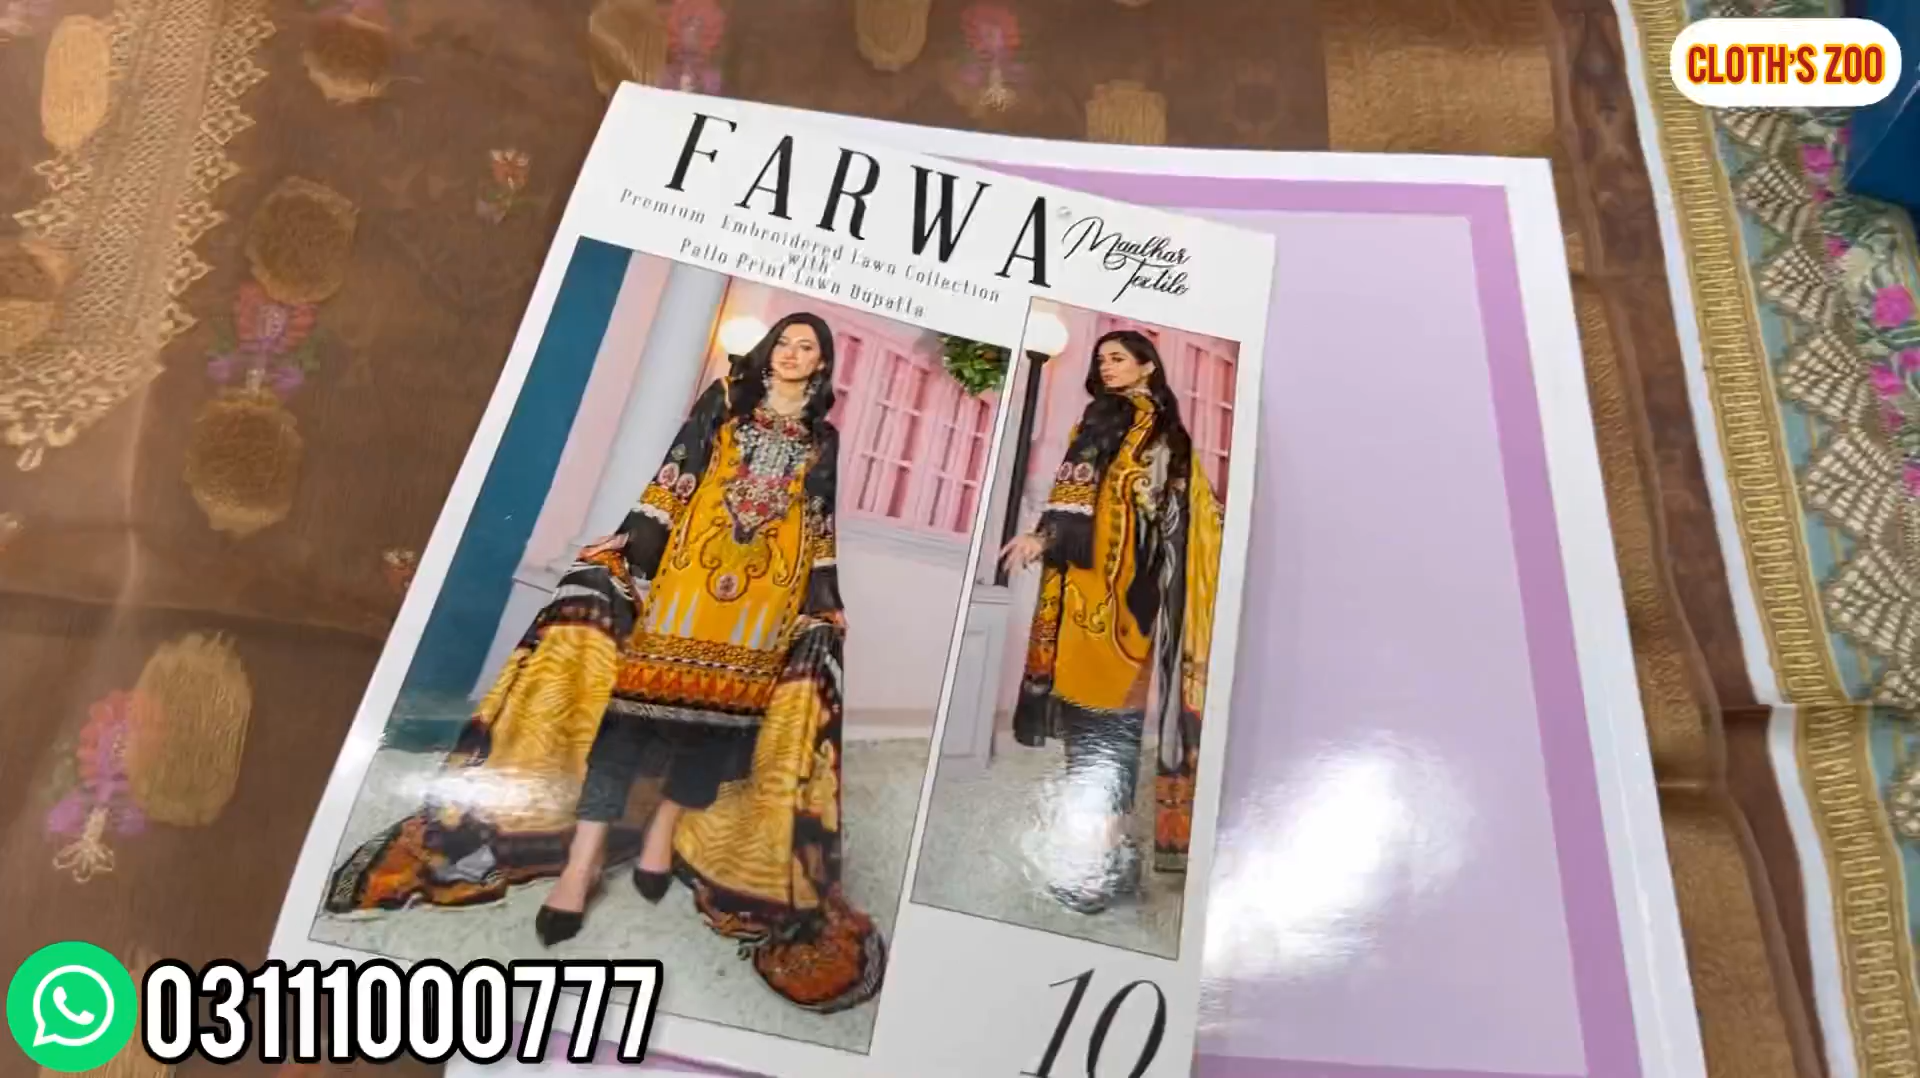 CLOTH'S ZOO
FARWA
Maalhar
Textile
Premium Embroidered Lawn Collection
with
Pallo Print Lawn Dupatta
10
03111000777